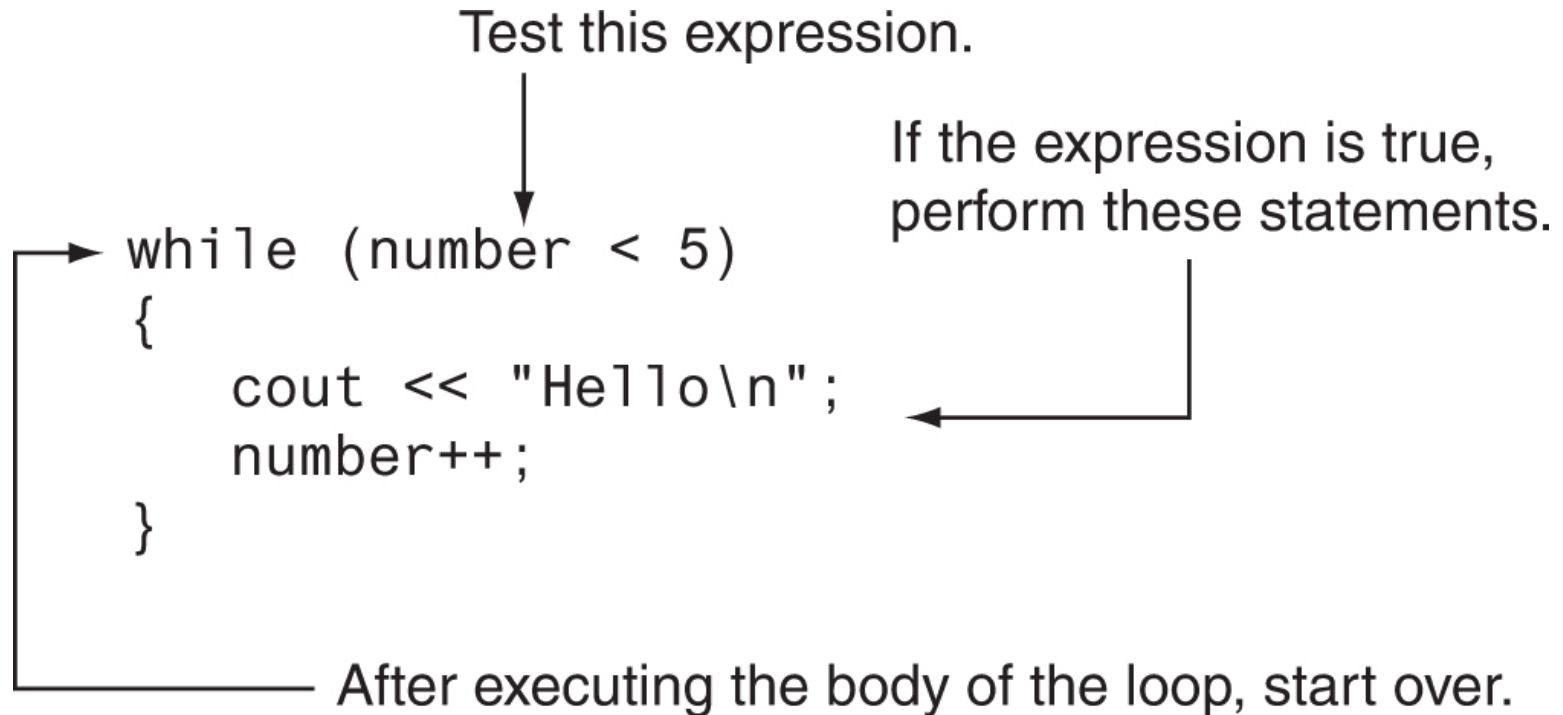 Test this expression.
If the expression is true,
perform these statements.
while (number < 5)
{
cout << "Hello\n";
number++;
}
After executing the body of the loop, start over.